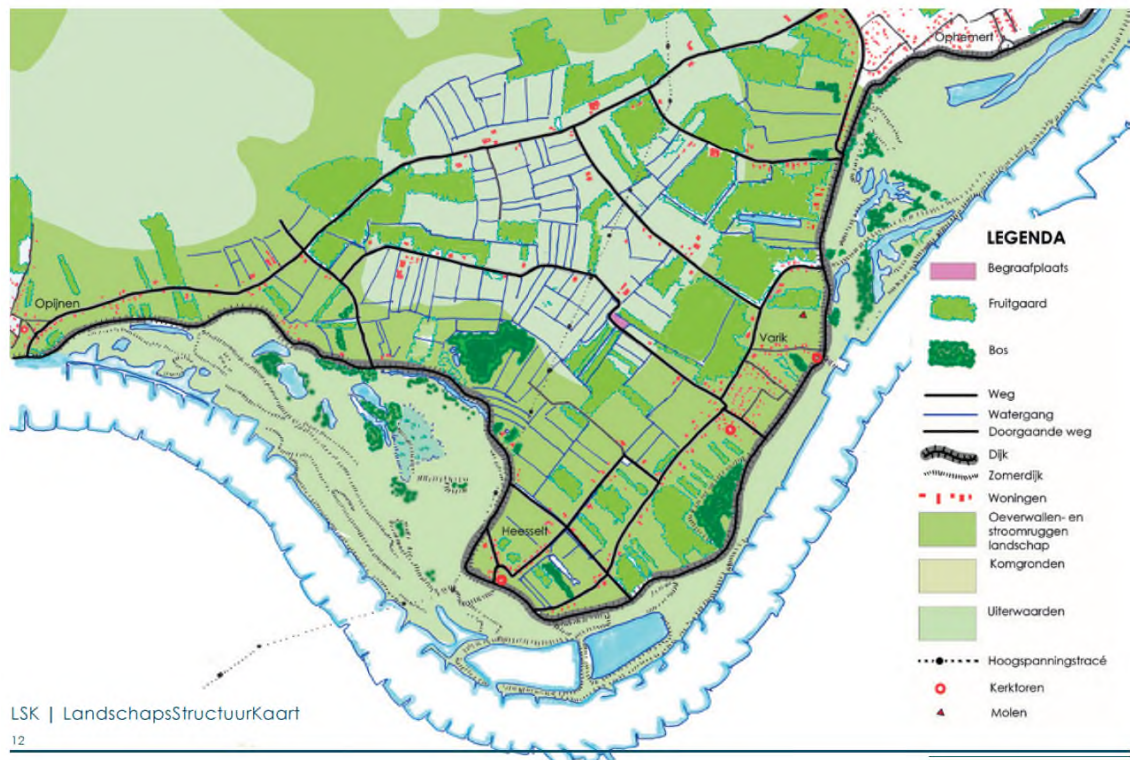 Ophemert
LEGENDA
Begraafplaats
Fruitgaard
Bos
Opijnen
Varik
Weg
Watergang
Doorgaande weg
Dijk
Zomerdijk
Woningen
Heesselt
Oeverwallen- en
stroomruggen
landschap
Komgronden
Uiterwaarden
Hoogspanningstracé
Kerktoren
LSK | LandschapsStructuurKaart
Molen
12